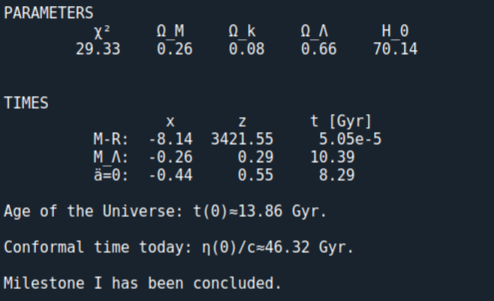 PARAMETERS
χ² Ω_M Ω_k Ω_Λ H_0
29.33 0.26 0.08 0.66 70.14
TIMES
x z t [Gyr]
M-R: -8.14 3421.55 5.05e-5
M_Λ: -0.26 0.29 10.39
ä=0: -0.44 0.55 8.29
Age of the Universe: t(0)≈13.86 Gyr.
Conformal time today: η(0)/c≈46.32 Gyr.
Milestone I has been concluded.